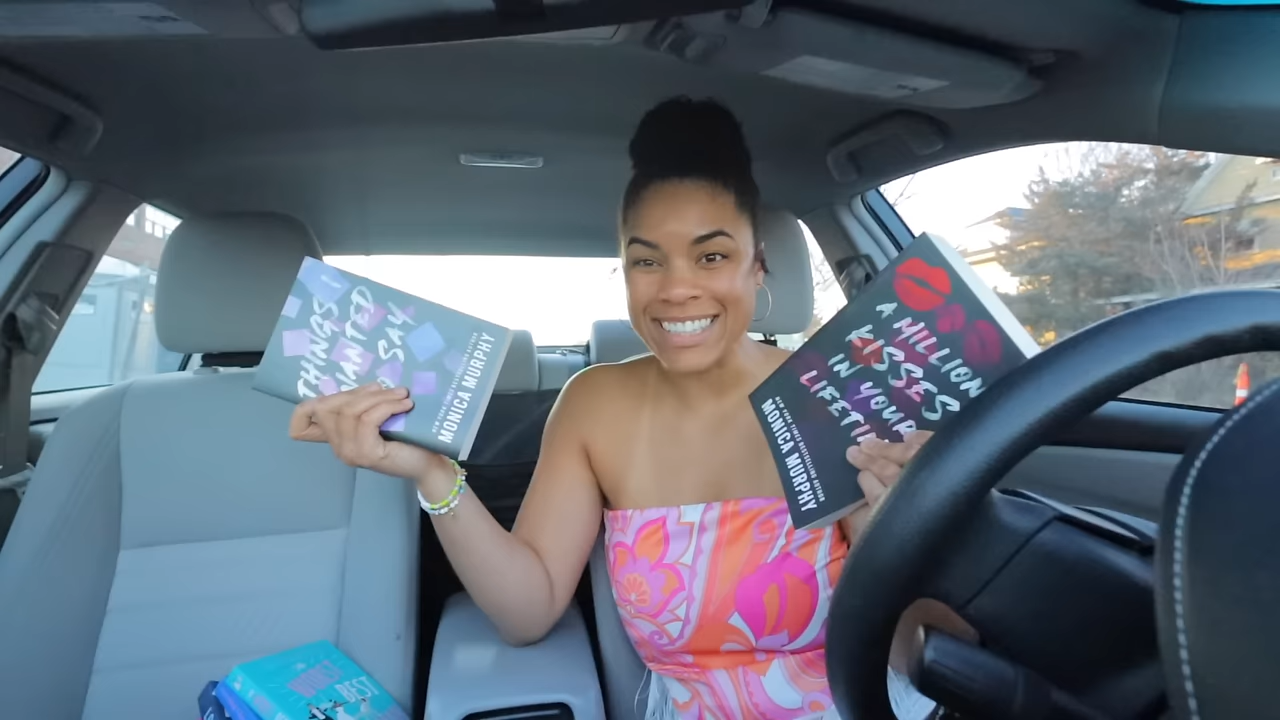 THINGS I
WANTED
SAY
NEW YORK TIMES BESTSELLING AUTHOR
MONICA MURPHY
A MILLION
KISSES
IN YOUR
NEW YORK TIMES BESTSELLING AUTHOR
MONICA MURPHY
BEST